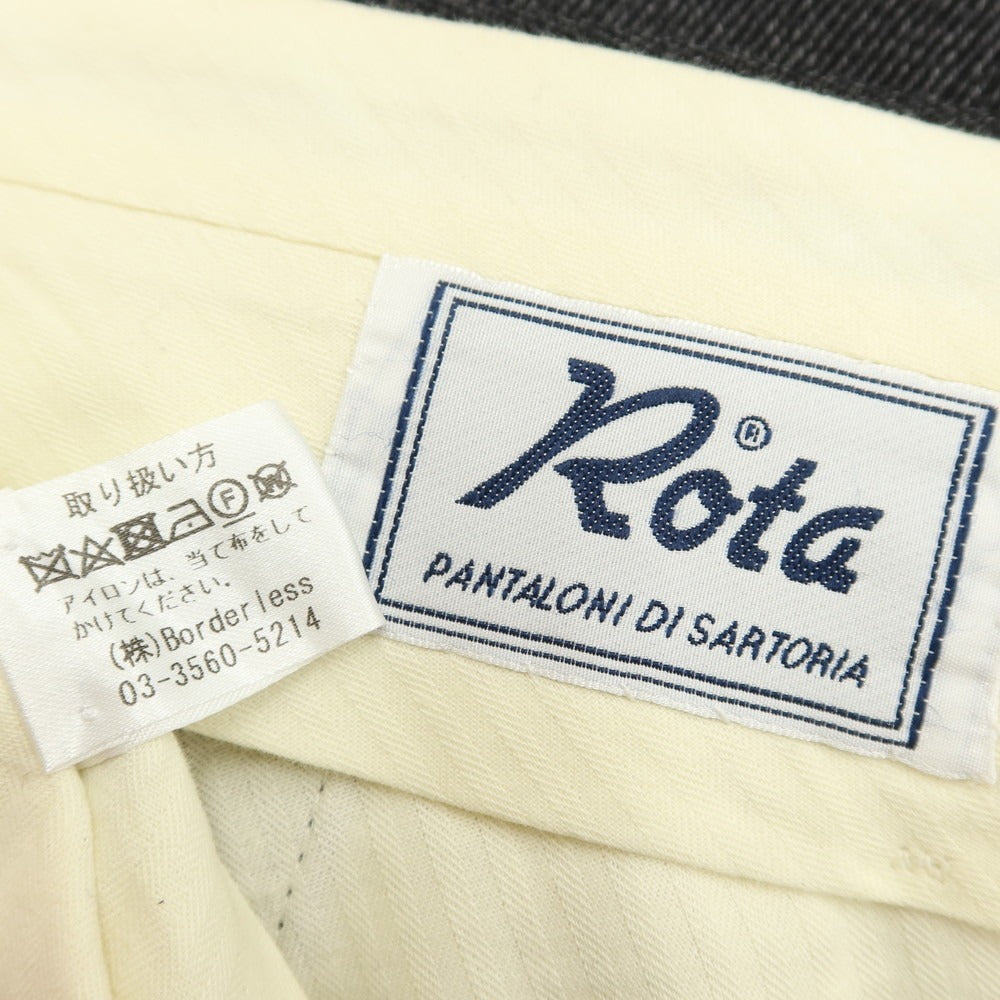 取り扱い方
F W
アイロンは、当て布をして
かけてください。
(株)Borderless
03-3560-5214
Rota®
PANTALONI DI SARTORIA